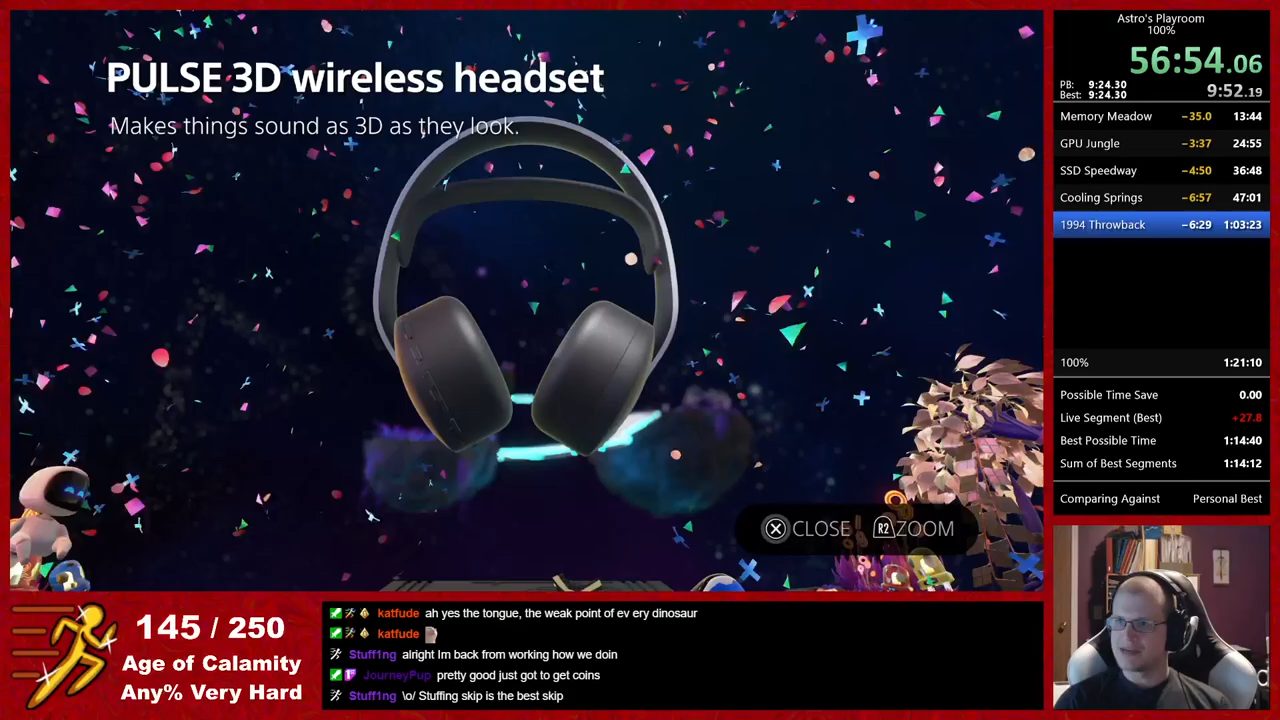 PULSE 3D wireless headset
Makes things sound as 3D as they look.
CLOSE R2 ZOOM
Astro's Playroom
100%
56:54.06
PB: 9:24.30
Best: 9:24.30
9:52.19
Memory Meadow -35.0 13:44
GPU Jungle -3:37 24:55
SSD Speedway -4:50 36:48
Cooling Springs -6:57 47:01
1994 Throwback -6:29 1:03:23
100% 1:21:10
Possible Time Save 0.00
Live Segment (Best) +27.8
Best Possible Time 1:14:40
Sum of Best Segments 1:14:12
Comparing Against Personal Best
145 / 250
Age of Calamity
Any% Very Hard
katfude ah yes the tongue, the weak point of ev ery dinosaur
katfude
Stuff1ng alright Im back from working how we doin
JourneyPup pretty good just got to get coins
Stuff1ng \o/ Stuffing skip is the best skip